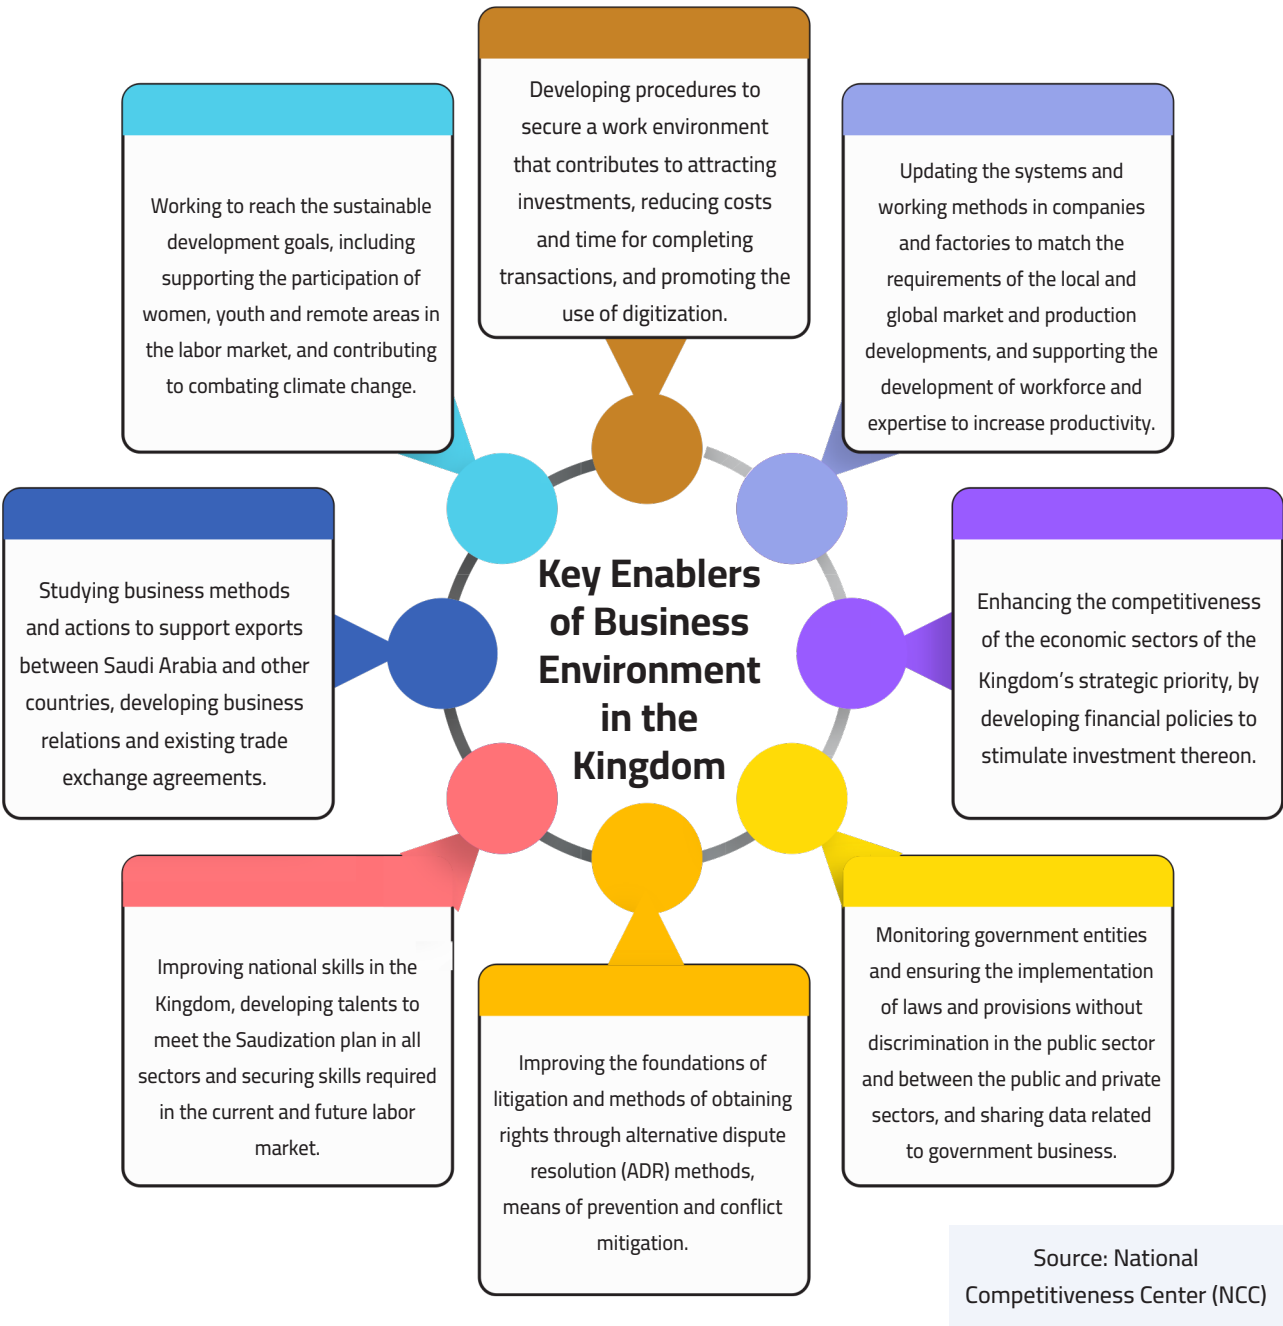 Developing procedures to
secure a work environment
that contributes to attracting
investments, reducing costs
and time for completing
transactions, and promoting the
use of digitization.
Updating the systems and
working methods in companies
and factories to match the
requirements of the local and
global market and production
developments, and supporting the
development of workforce and
expertise to increase productivity.
Enhancing the competitiveness
of the economic sectors of the
Kingdom’s strategic priority, by
developing financial policies to
stimulate investment thereon.
Monitoring government entities
and ensuring the implementation
of laws and provisions without
discrimination in the public sector
and between the public and private
sectors, and sharing data related
to government business.
Improving the foundations of
litigation and methods of obtaining
rights through alternative dispute
resolution (ADR) methods,
means of prevention and conflict
mitigation.
Improving national skills in the
Kingdom, developing talents to
meet the Saudization plan in all
sectors and securing skills required
in the current and future labor
market.
Studying business methods
and actions to support exports
between Saudi Arabia and other
countries, developing business
relations and existing trade
exchange agreements.
Working to reach the sustainable
development goals, including
supporting the participation of
women, youth and remote areas in
the labor market, and contributing
to combating climate change.
Key Enablers
of Business
Environment
in the
Kingdom
Source: National
Competitiveness Center (NCC)